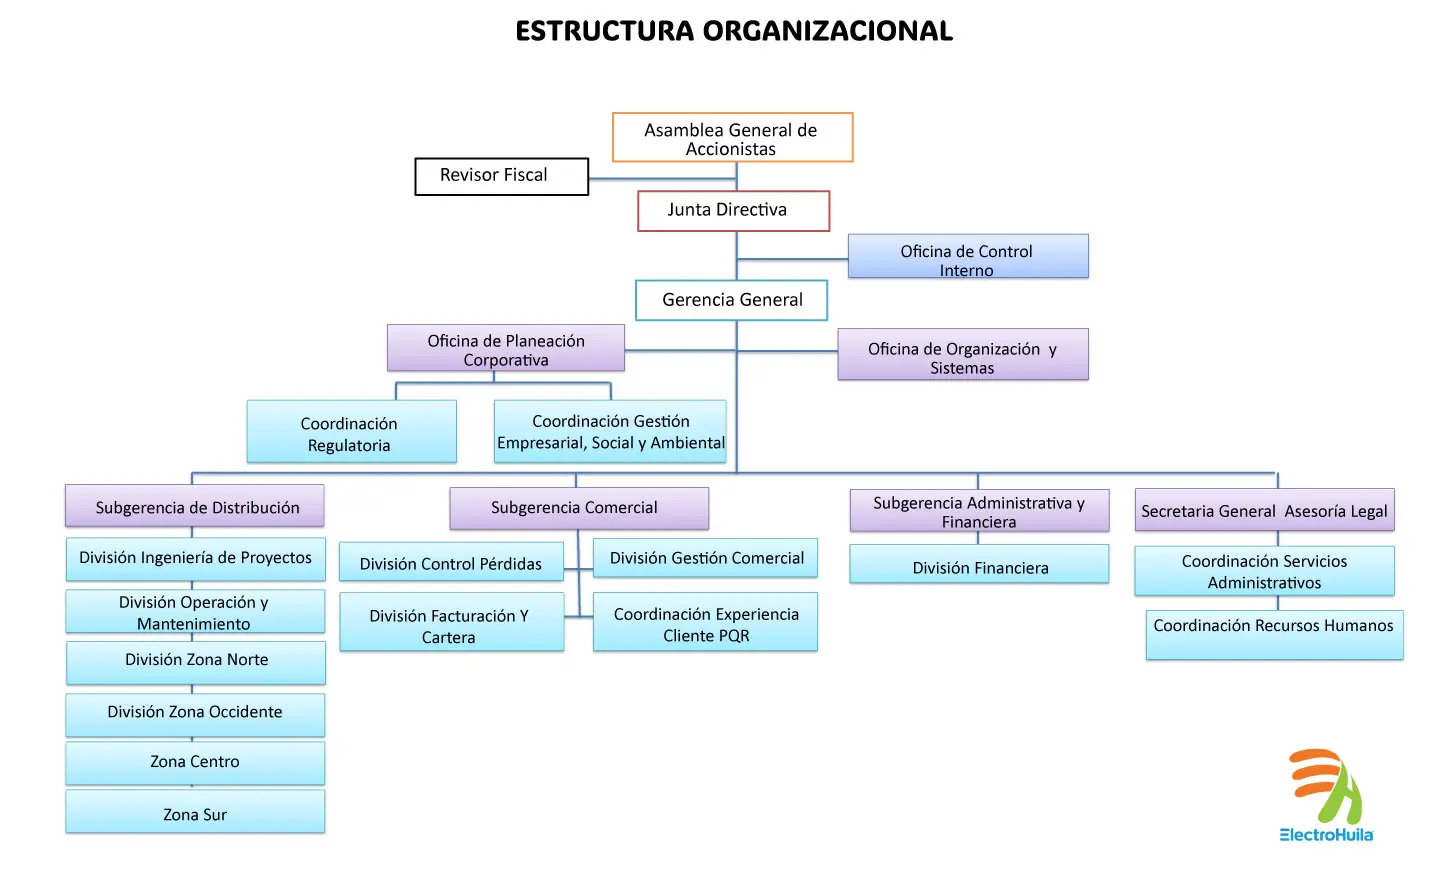 ESTRUCTURA ORGANIZACIONAL
Asamblea General de
Accionistas
Revisor Fiscal
Junta Directiva
Oficina de Control
Interno
Gerencia General
Oficina de Planeación
Corporativa
Oficina de Organización y
Sistemas
Coordinación
Regulatoria
Coordinación Gestión
Empresarial, Social y Ambiental
Subgerencia de Distribución
División Ingeniería de Proyectos
División Operación y
Mantenimiento
División Zona Norte
División Zona Occidente
Zona Centro
Zona Sur
Subgerencia Comercial
División Control Pérdidas
División Gestión Comercial
División Facturación Y
Cartera
Coordinación Experiencia
Cliente PQR
Subgerencia Administrativa y
Financiera
División Financiera
Secretaria General Asesoría Legal
Coordinación Servicios
Administrativos
Coordinación Recursos Humanos
ElectroHuila